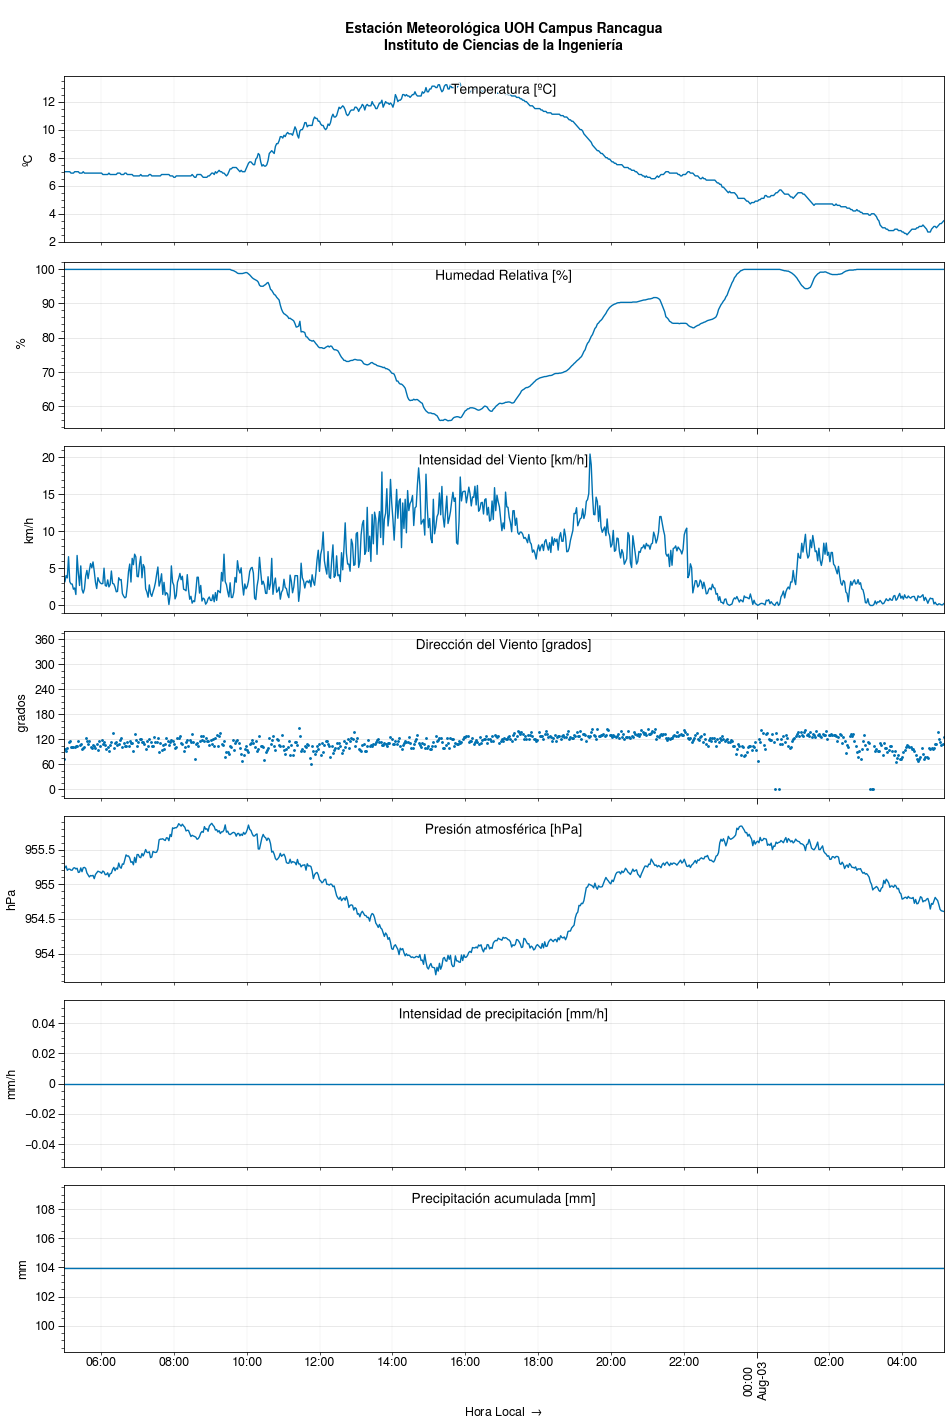 Estación Meteorológica UOH Campus Rancagua
Instituto de Ciencias de la Ingeniería
Temperatura [ºC]
12
10
8
6
4
2
ºC
Humedad Relativa [%]
100
90
80
70
60
%
Intensidad del Viento [km/h]
20
15
10
5
0
km/h
Dirección del Viento [grados]
360
300
240
180
120
60
0
grados
Presión atmosférica [hPa]
955.5
955
954.5
954
hPa
Intensidad de precipitación [mm/h]
0.04
0.02
0
−0.02
−0.04
mm/h
Precipitación acumulada [mm]
108
106
104
102
100
mm
06:00 08:00 10:00 12:00 14:00 16:00 18:00 20:00 22:00 00:00 02:00 04:00
Aug-03
Hora Local →